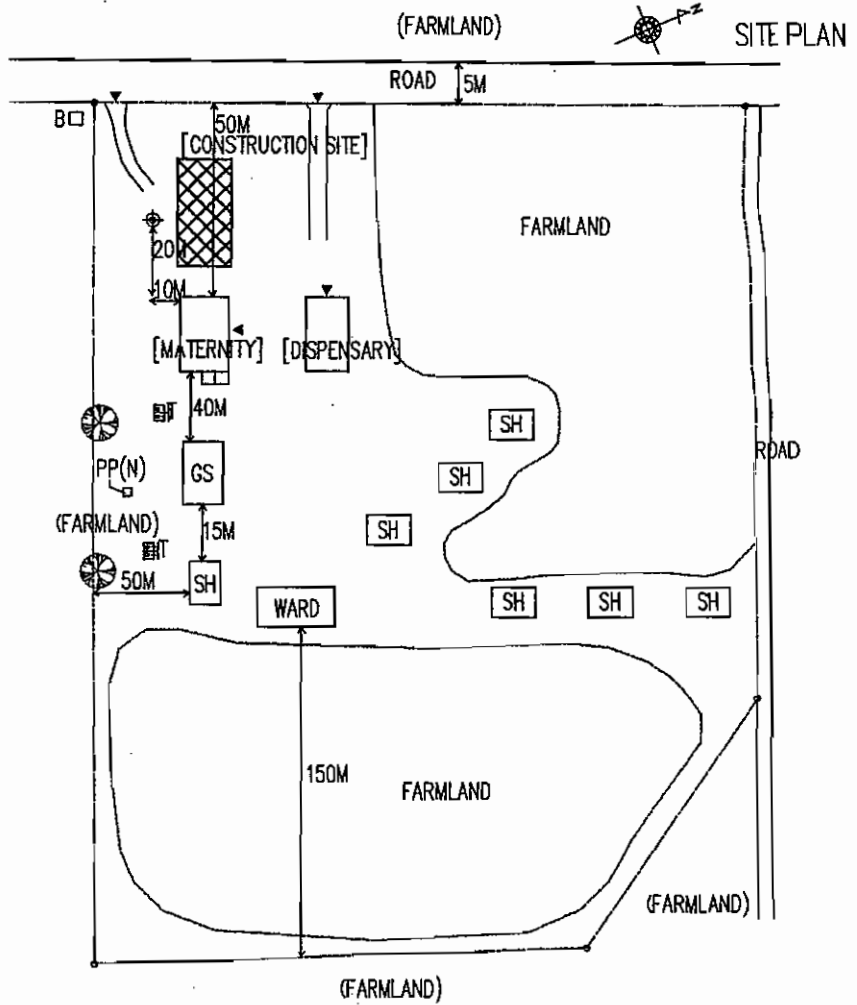 (FARMLAND)
N
SITE PLAN
ROAD
5M
B
50M
[CONSTRUCTION SITE]
FARMLAND
20M
10M
[MATERNITY]
[DISPENSARY]
T
40M
SH
ROAD
GS
SH
PP(N)
(FARMLAND)
15M
SH
T
50M
SH
WARD
SH
SH
SH
150M
FARMLAND
(FARMLAND)
(FARMLAND)